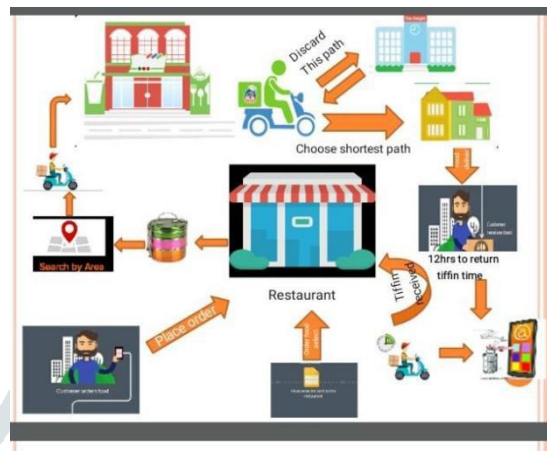 Discard
This path
Choose shortest path
12hrs to return
tiffin time
Search by Area
Restaurant
Tiffin
received
Place order
Customer orders food